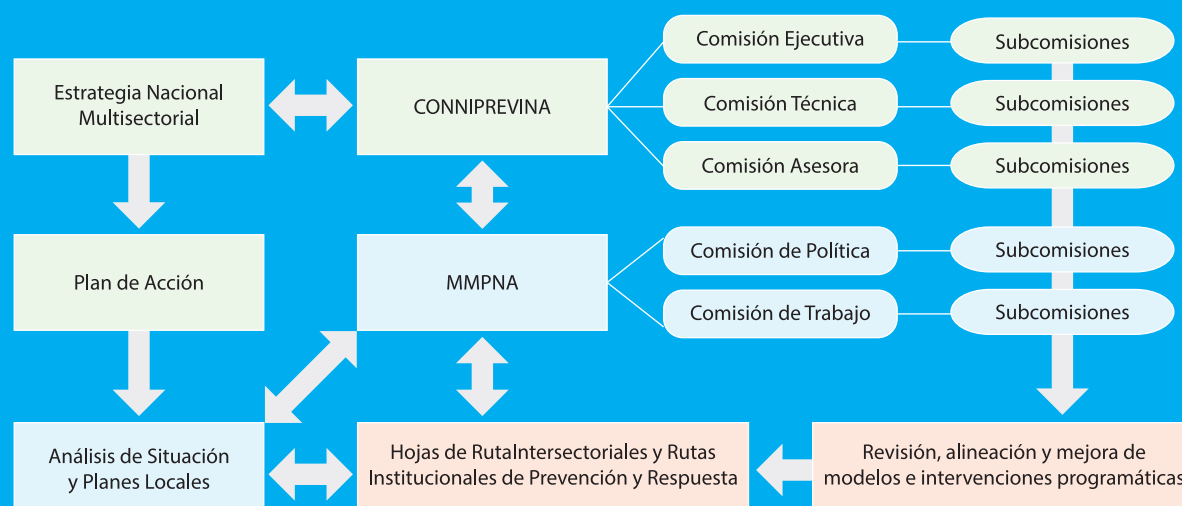 Estrategia Nacional
Multisectorial
CONNIPREVINA
Comisión Ejecutiva
Subcomisiones
Comisión Técnica
Subcomisiones
Comisión Asesora
Subcomisiones
Plan de Acción
MMPNA
Comisión de Política
Subcomisiones
Comisión de Trabajo
Subcomisiones
Análisis de Situación
y Planes Locales
Hojas de RutaIntersectoriales y Rutas
Institucionales de Prevención y Respuesta
Revisión, alineación y mejora de
modelos e intervenciones programáticas